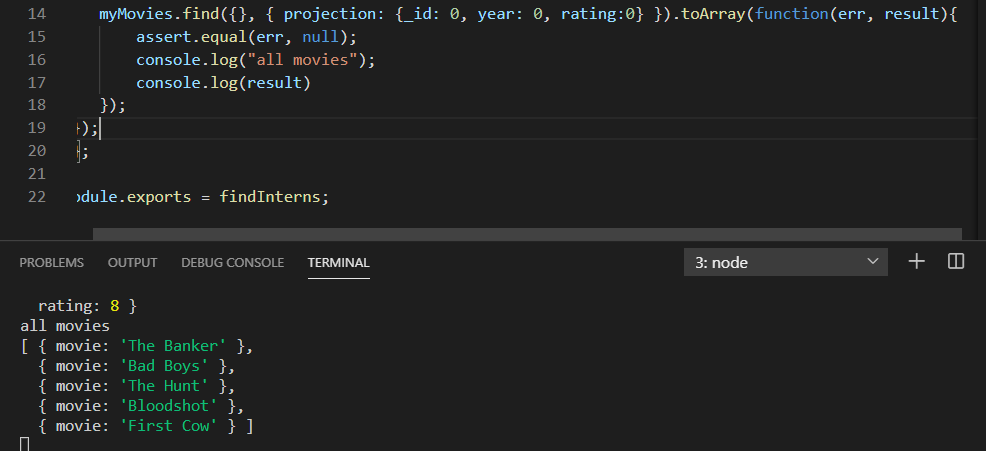 14 myMovies.find({}, { projection: {_id: 0, year: 0, rating:0} }).toArray(function(err, result){
15 assert.equal(err, null);
16 console.log("all movies");
17 console.log(result)
18 });
19 });
20 };
21
22 odule.exports = findInterns;
PROBLEMS OUTPUT DEBUG CONSOLE TERMINAL 3: node
rating: 8 }
all movies
[ { movie: 'The Banker' },
{ movie: 'Bad Boys' },
{ movie: 'The Hunt' },
{ movie: 'Bloodshot' },
{ movie: 'First Cow' } ]